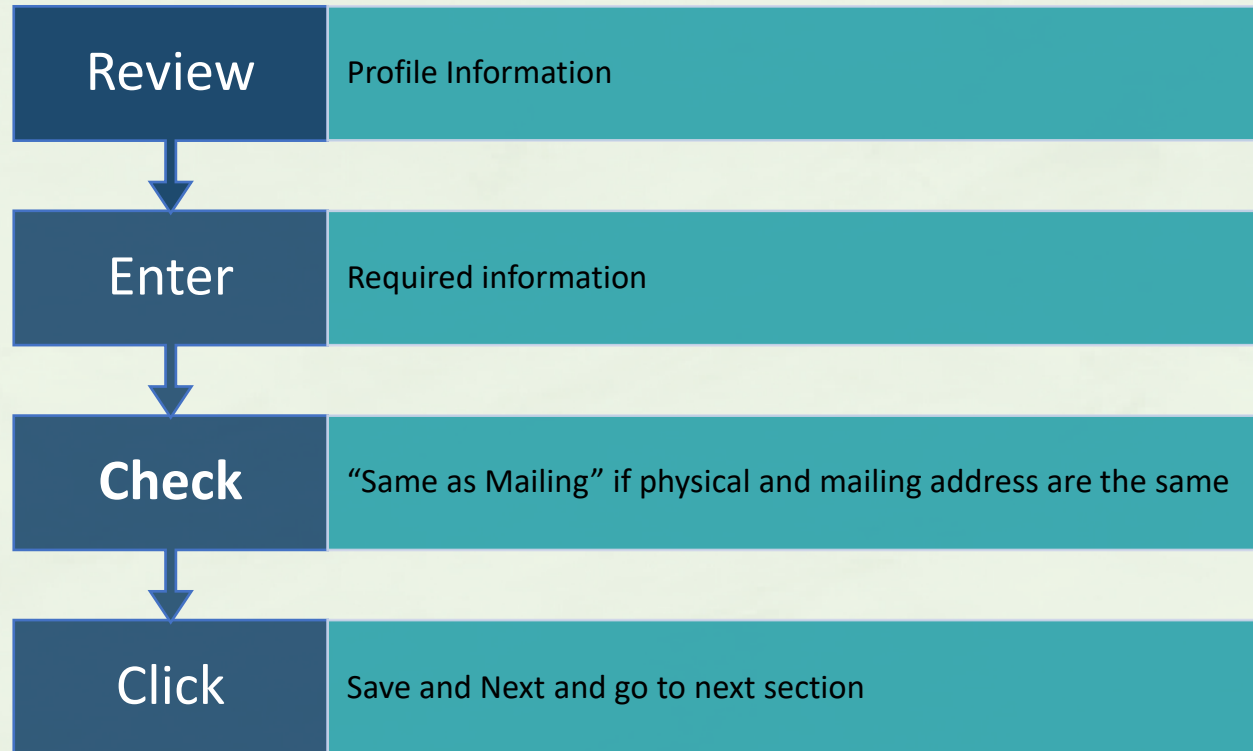 Review
Profile Information
Enter
Required information
Check
“Same as Mailing” if physical and mailing address are the same
Click
Save and Next and go to next section